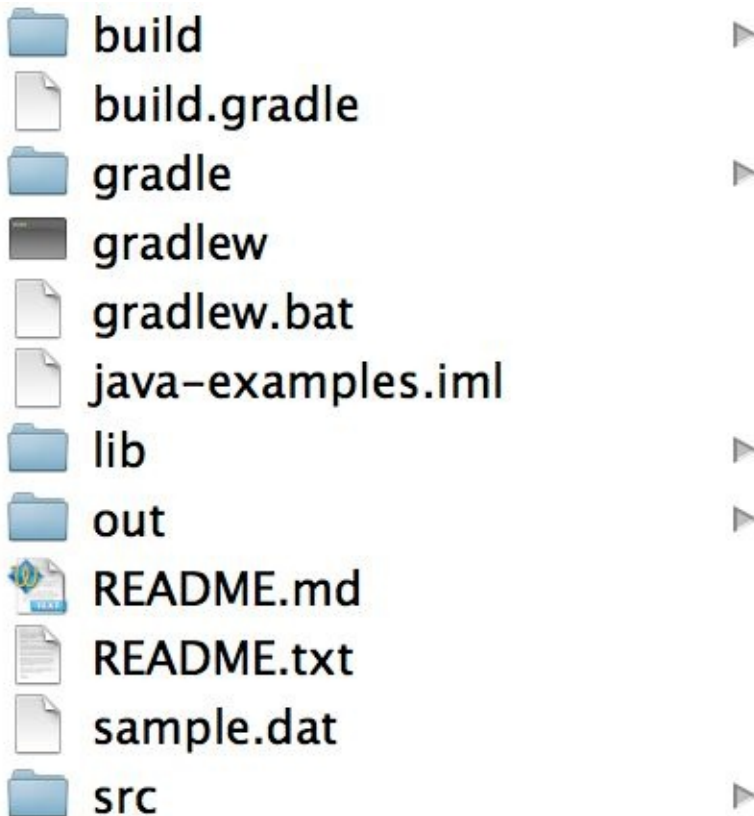 build
build.gradle
gradle
gradlew
gradlew.bat
java-examples.iml
lib
out
README.md
README.txt
sample.dat
src